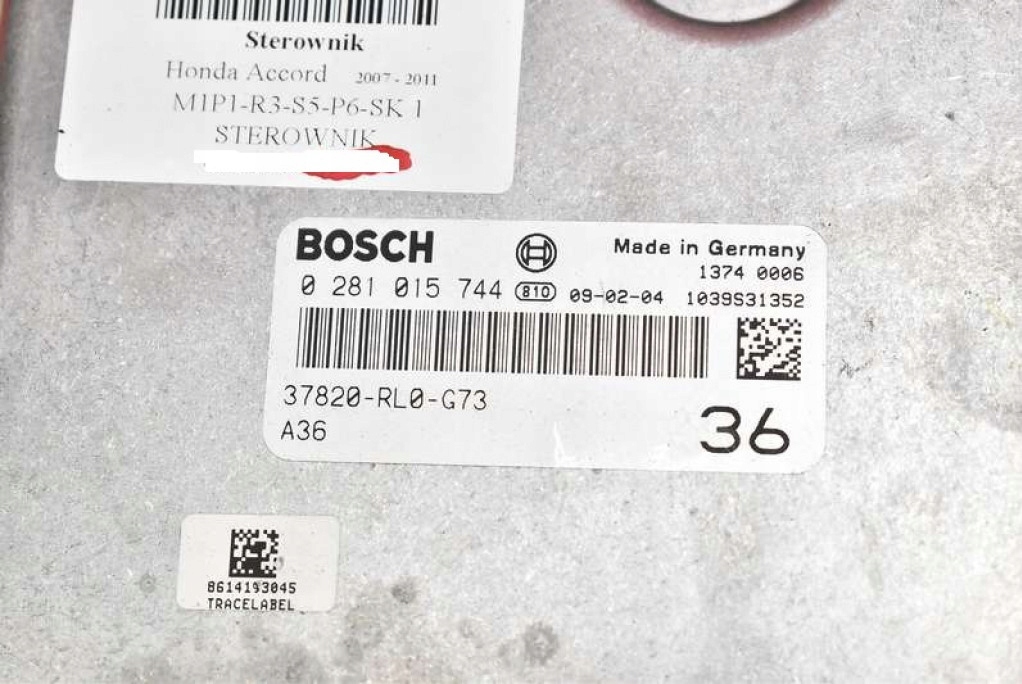 Sterownik
Honda Accord 2007-2011
M1P1-R3-S5-P6-SK 1
STEROWNIK
BOSCH
Made in Germany
1374 0006
0 281 015 744 810 09-02-04 1039S31352
37820-RL0-G73
A36
36
8614193045
TRACELABEL